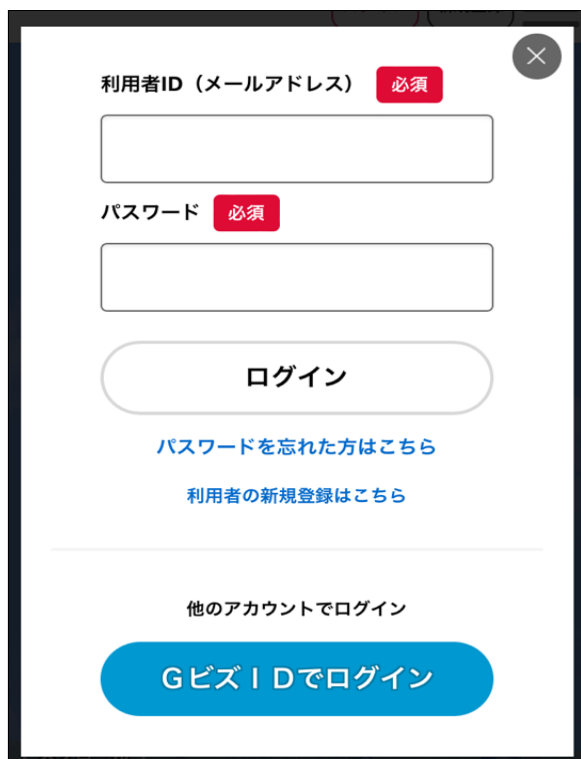 利用者ID（メールアドレス） 必須
パスワード 必須
ログイン
パスワードを忘れた方はこちら
利用者の新規登録はこちら
他のアカウントでログイン
GビズIDでログイン